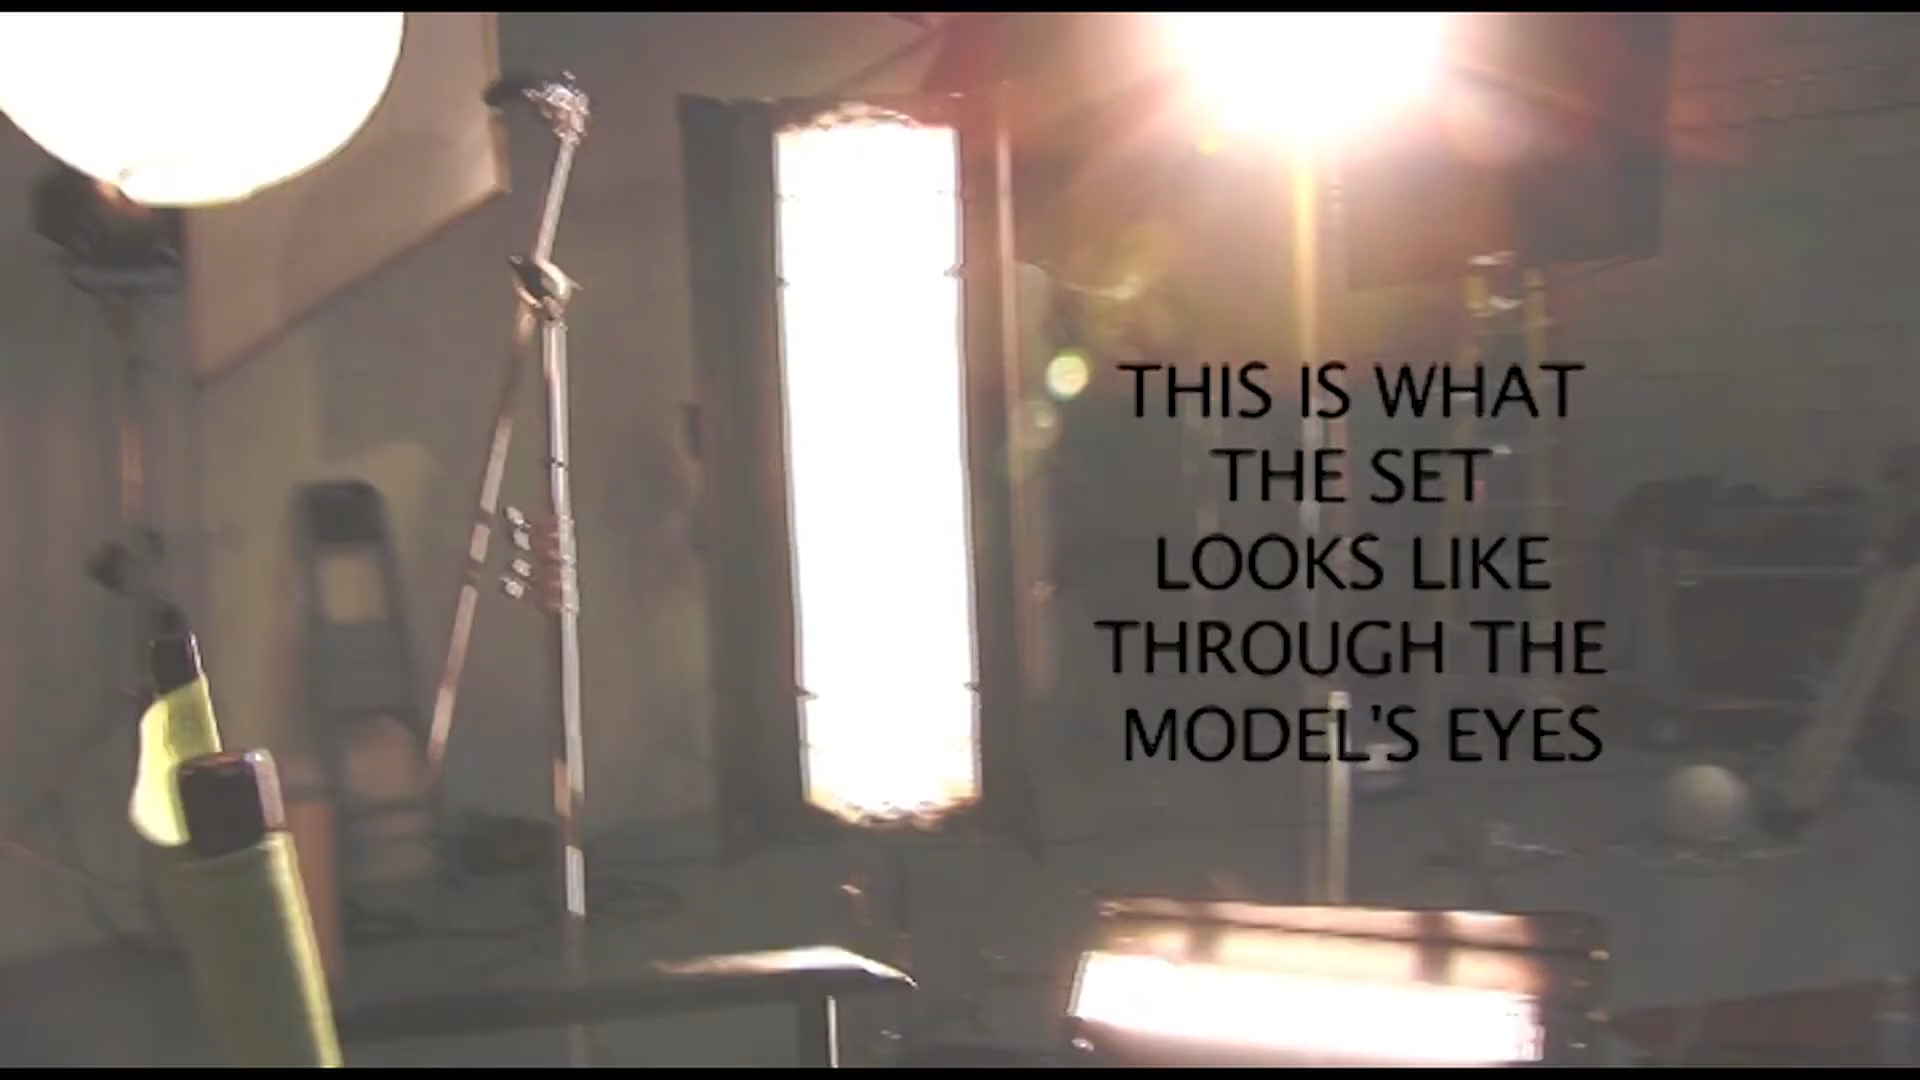 THIS IS WHAT
THE SET
LOOKS LIKE
THROUGH THE
MODEL'S EYES